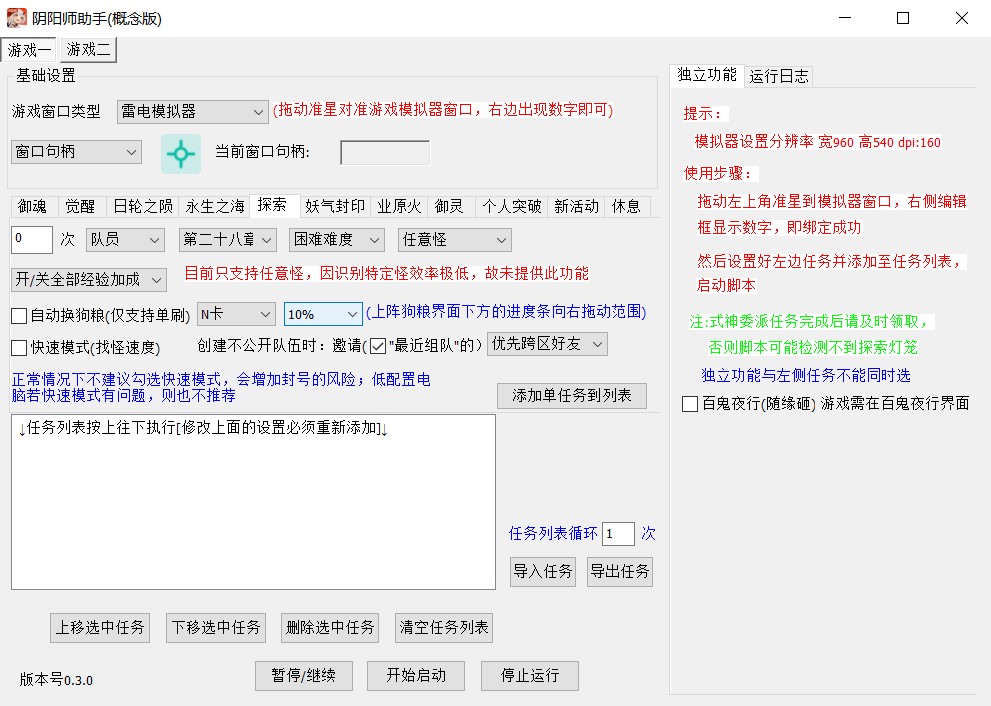 阴阳师助手(概念版)
游戏一 游戏二
基础设置
游戏窗口类型 雷电模拟器 (拖动准星对准游戏模拟器窗口，右边出现数字即可)
窗口句柄 当前窗口句柄:
御魂 觉醒 日轮之陨 永生之海 探索 妖气封印 业原火 御灵 个人突破 新活动 休息
0 次 队员 第二十八章 困难难度 任意怪
开/关全部经验加成 目前只支持任意怪，因识别特定怪效率极低，故未提供此功能
自动换狗粮(仅支持单刷) N卡 10% (上阵狗粮界面下方的进度条向右拖动范围)
快速模式(找怪速度) 创建不公开队伍时：邀请( "最近组队"的） 优先跨区好友
正常情况下不建议勾选快速模式，会增加封号的风险；低配置电
脑若快速模式有问题，则也不推荐
添加单任务到列表
↓任务列表按上往下执行[修改上面的设置必须重新添加]↓
任务列表循环 1 次
导入任务 导出任务
上移选中任务 下移选中任务 删除选中任务 清空任务列表
版本号0.3.0 暂停/继续 开始启动 停止运行
独立功能 运行日志
提示：
模拟器设置分辨率 宽960 高540 dpi:160
使用步骤：
拖动左上角准星到模拟器窗口，右侧编辑
框显示数字，即绑定成功
然后设置好左边任务并添加至任务列表，
启动脚本
注:式神委派任务完成后请及时领取，
否则脚本可能检测不到探索灯笼
独立功能与左侧任务不能同时选
百鬼夜行(随缘砸) 游戏需在百鬼夜行界面